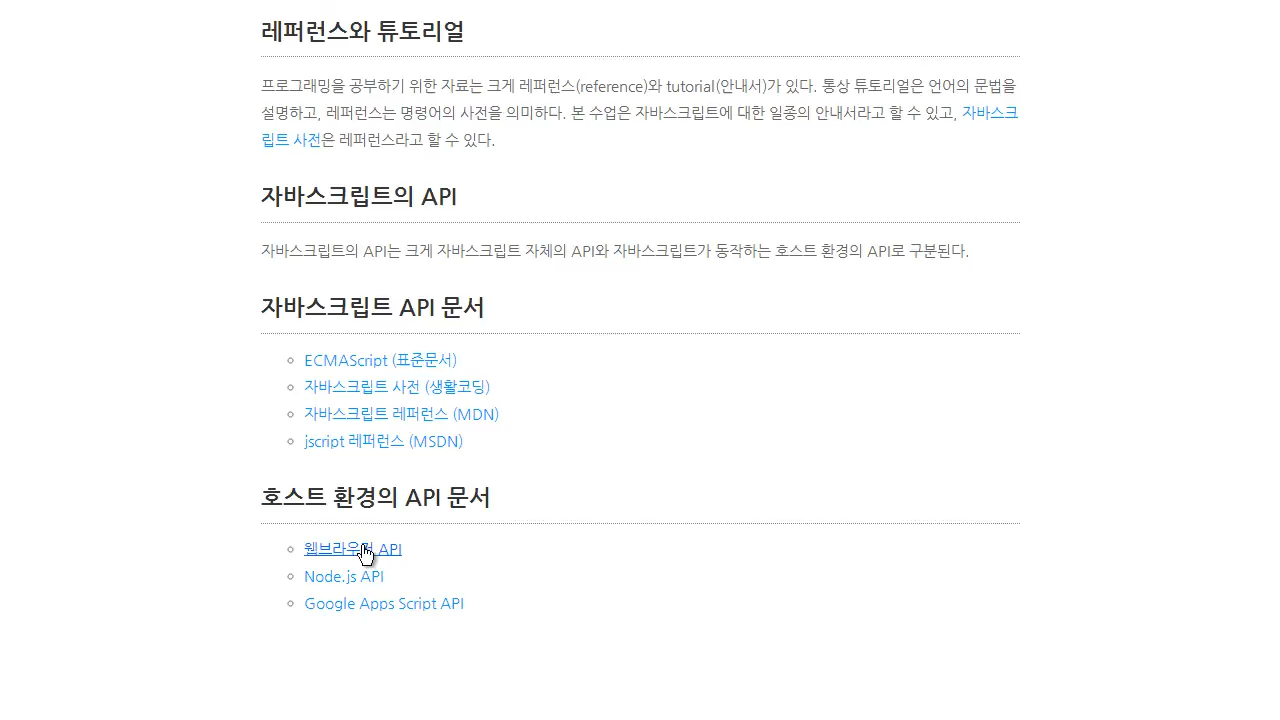 레퍼런스와 튜토리얼
프로그래밍을 공부하기 위한 자료는 크게 레퍼런스(reference)와 tutorial(안내서)가 있다. 통상 튜토리얼은 언어의 문법을
설명하고, 레퍼런스는 명령어의 사전을 의미하다. 본 수업은 자바스크립트에 대한 일종의 안내서라고 할 수 있고, 자바스크
립트 사전은 레퍼런스라고 할 수 있다.
자바스크립트의 API
자바스크립트의 API는 크게 자바스크립트 자체의 API와 자바스크립트가 동작하는 호스트 환경의 API로 구분된다.
자바스크립트 API 문서
ECMAScript (표준문서)
자바스크립트 사전 (생활코딩)
자바스크립트 레퍼런스 (MDN)
jscript 레퍼런스 (MSDN)
호스트 환경의 API 문서
웹브라우저 API
Node.js API
Google Apps Script API